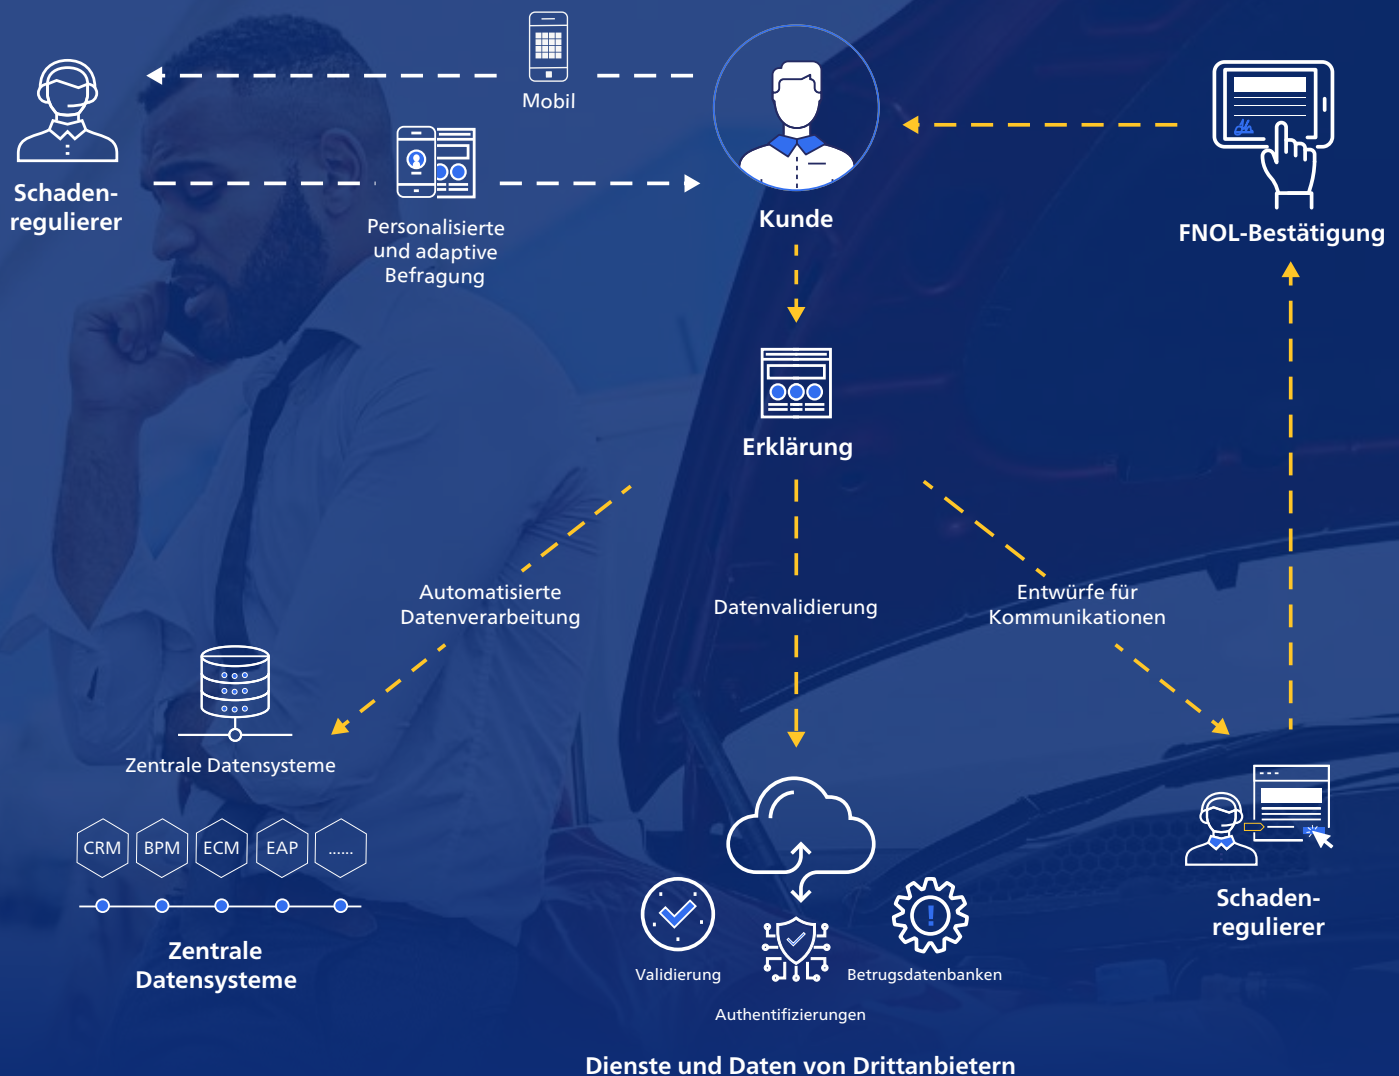 Mobil
Schaden-
regulierer
Personalisierte
und adaptive
Befragung
Kunde
FNOL-Bestätigung
Erklärung
Automatisierte
Datenverarbeitung
Datenvalidierung
Entwürfe für
Kommunikationen
Zentrale Datensysteme
CRM
BPM
ECM
EAP
......
Zentrale
Datensysteme
Validierung
Authentifizierungen
Betrugsdatenbanken
Dienste und Daten von Drittanbietern
Schaden-
regulierer